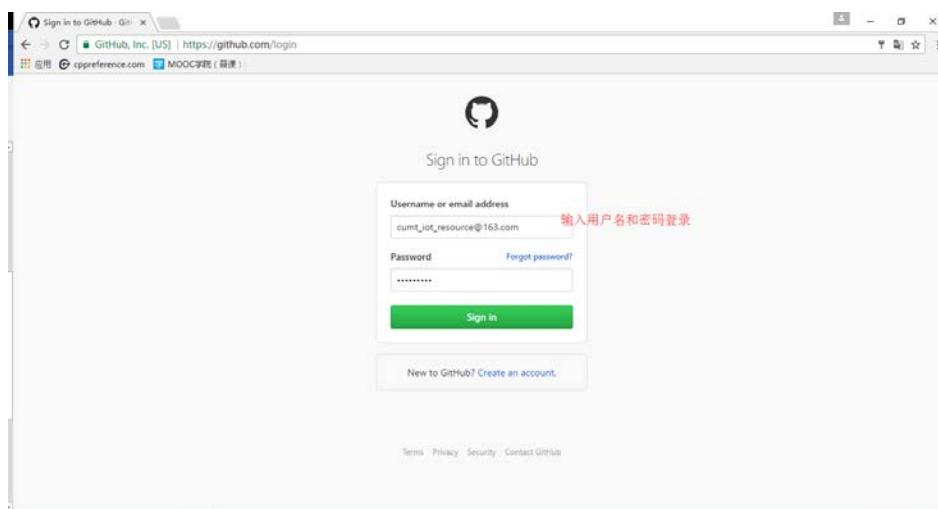 Sign in to GitHub · Git
GitHub, Inc. [US] | https://github.com/login
应用 cppreference.com MOOC学院 ( 慕课 )
Sign in to GitHub
Username or email address
输入用户名和密码登录
cumt_iot_resource@163.com
Password Forgot password?
•••••••••
Sign in
New to GitHub? Create an account.
Terms Privacy Security Contact GitHub